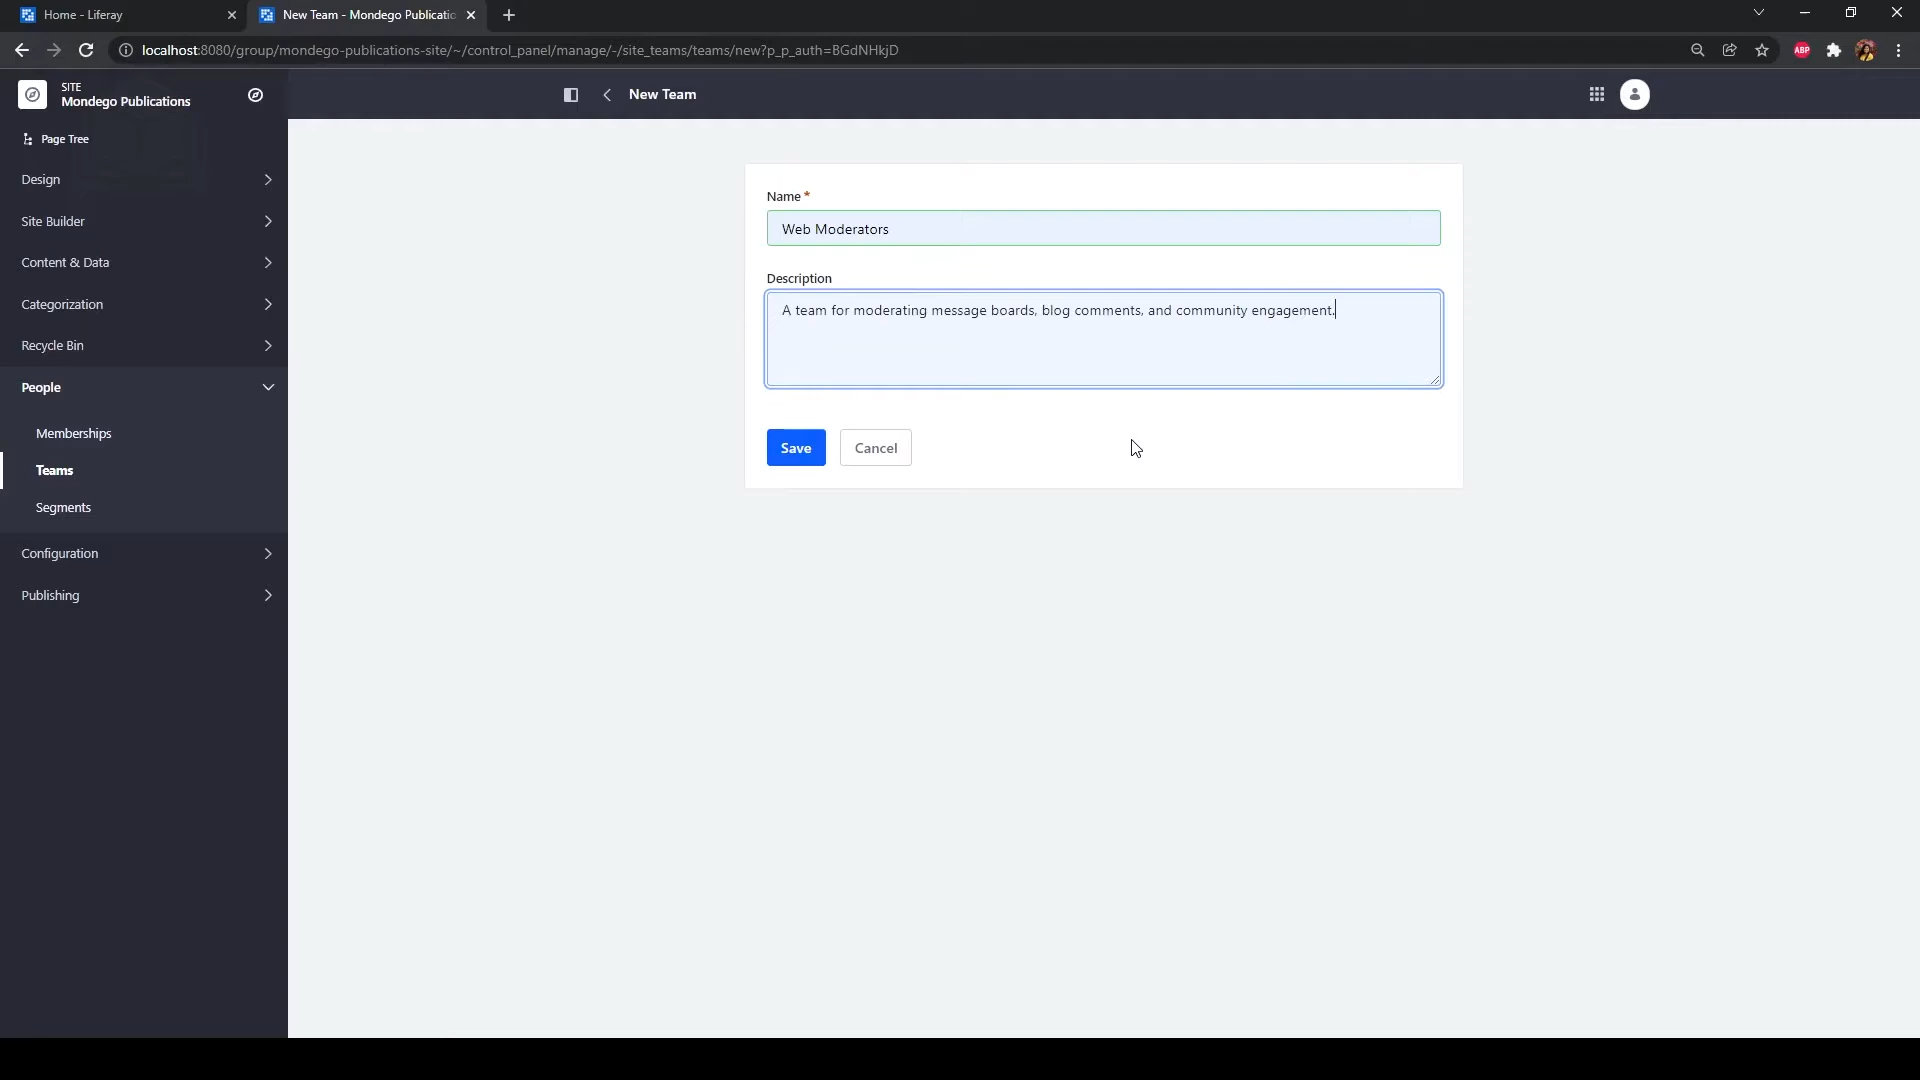 Home - Liferay
New Team - Mondego Publicatio
localhost:8080/group/mondego-publications-site/~/control_panel/manage/-/site_teams/teams/new?p_p_auth=BGdNHkjD
ABP
SITE
Mondego Publications
New Team
Page Tree
Design
Site Builder
Content & Data
Categorization
Recycle Bin
People
Memberships
Teams
Segments
Configuration
Publishing
Name *
Web Moderators
Description
A team for moderating message boards, blog comments, and community engagement.
Save
Cancel